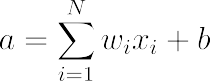 $a = \sum_{i=1}^{N} w_i x_i + b$